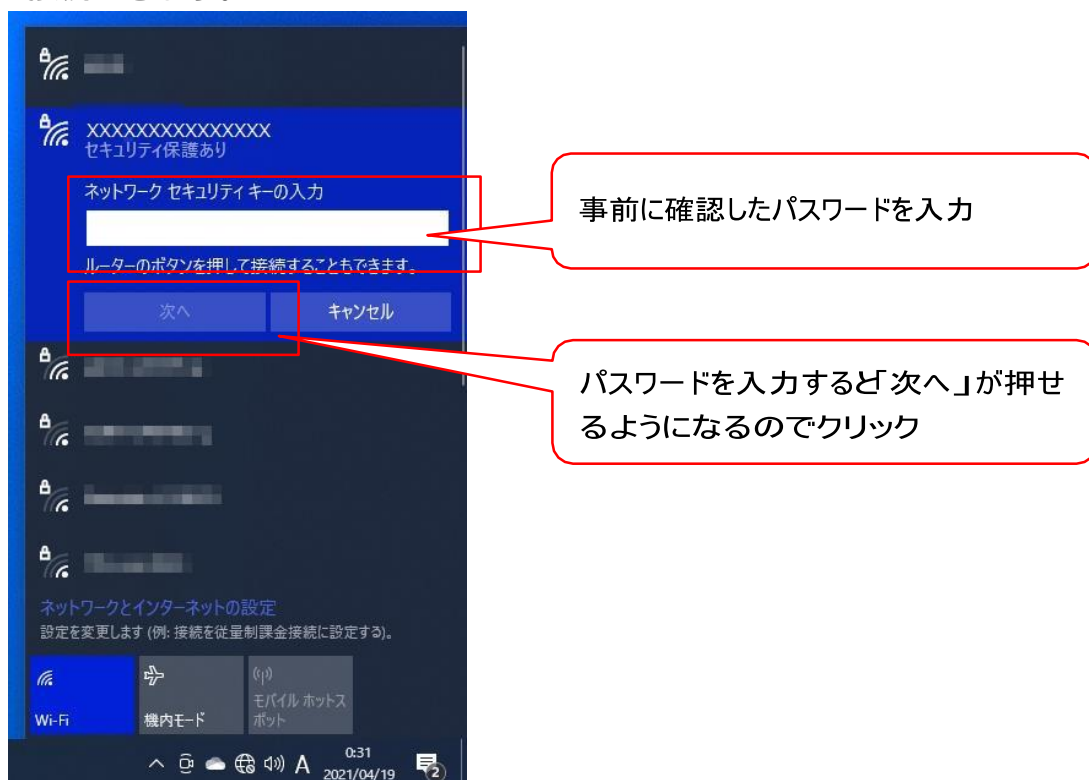 XXXXXXXXXXXXXXX
セキュリティ保護あり
ネットワーク セキュリティ キーの入力
ルーターのボタンを押して接続することもできます。
次へ
キャンセル
事前に確認したパスワードを入力
パスワードを入力すると「次へ」が押せ
るようになるのでクリック
ネットワークとインターネットの設定
設定を変更します (例: 接続を従量制課金接続に設定する)。
Wi-Fi
機内モード
モバイル ホットス
ポット
A
0:31
2021/04/19
2